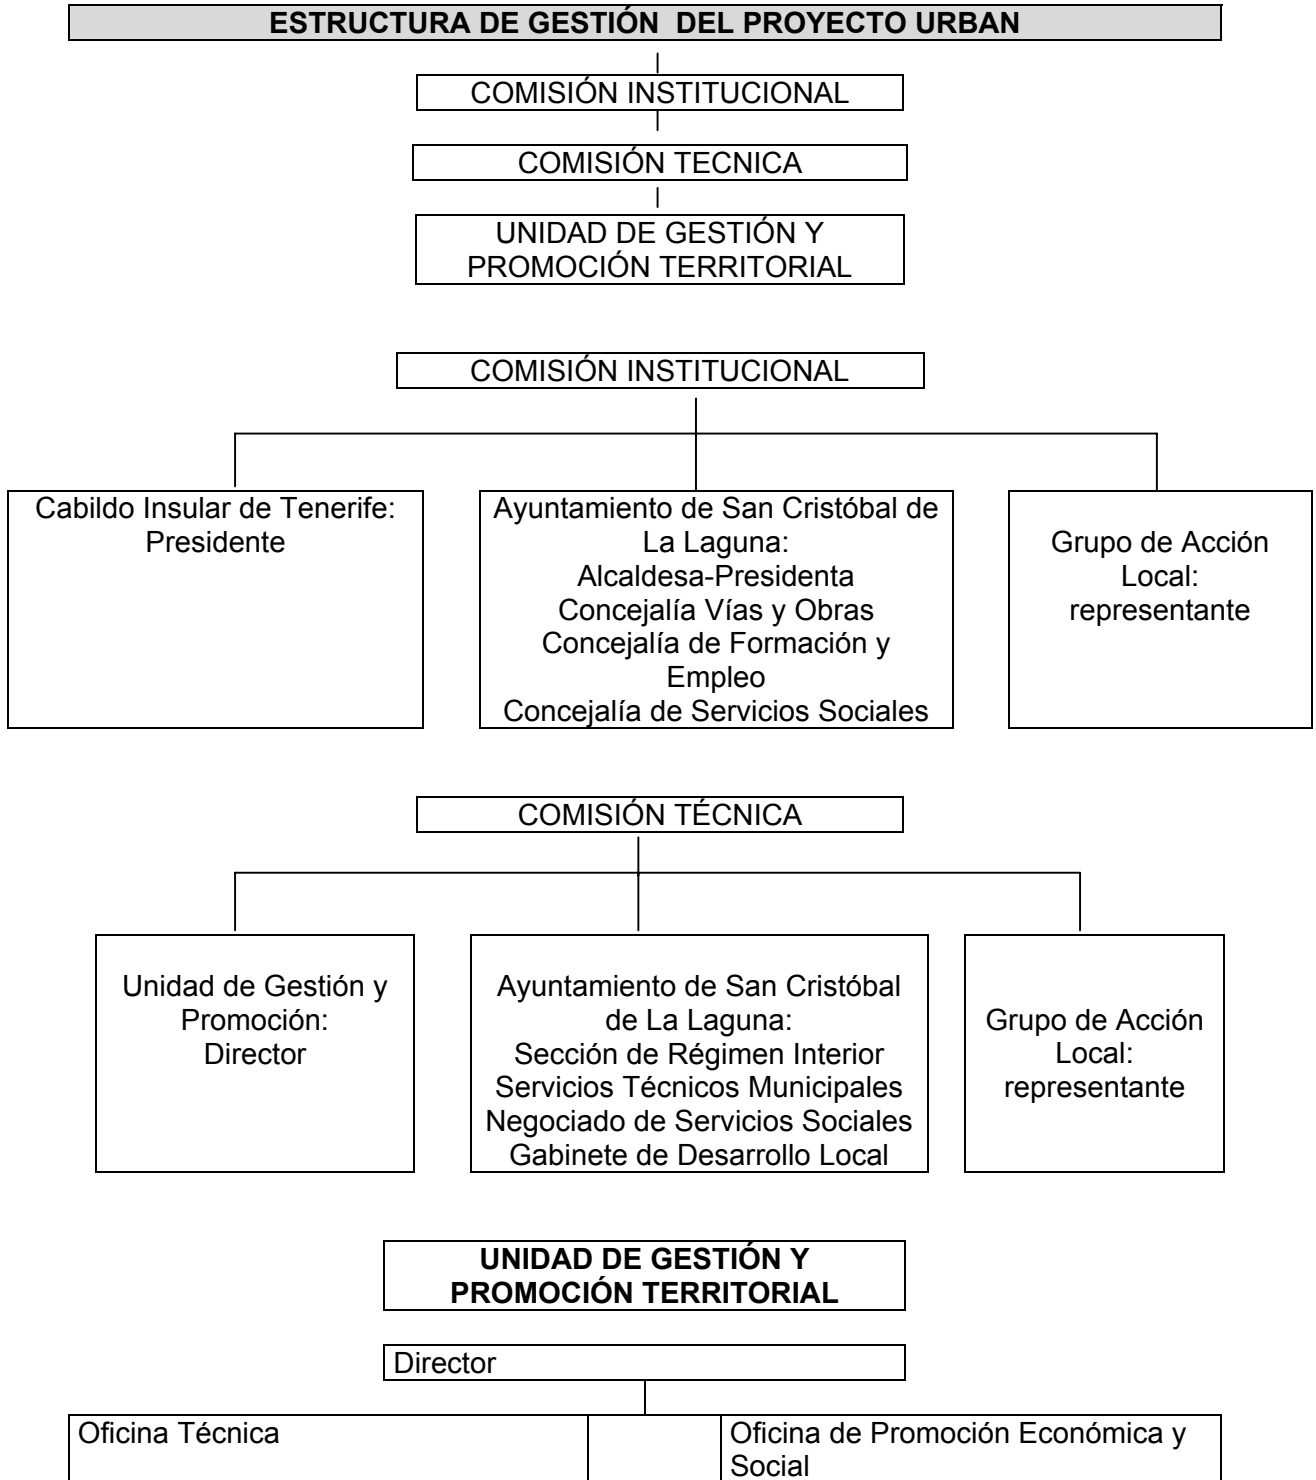 ESTRUCTURA DE GESTIÓN DEL PROYECTO URBAN
COMISIÓN INSTITUCIONAL
COMISIÓN TECNICA
UNIDAD DE GESTIÓN Y
PROMOCIÓN TERRITORIAL
COMISIÓN INSTITUCIONAL
Cabildo Insular de Tenerife:
Presidente
Ayuntamiento de San Cristóbal de
La Laguna:
Alcaldesa-Presidenta
Concejalía Vías y Obras
Concejalía de Formación y
Empleo
Concejalía de Servicios Sociales
Grupo de Acción
Local:
representante
COMISIÓN TÉCNICA
Unidad de Gestión y
Promoción:
Director
Ayuntamiento de San Cristóbal
de La Laguna:
Sección de Régimen Interior
Servicios Técnicos Municipales
Negociado de Servicios Sociales
Gabinete de Desarrollo Local
Grupo de Acción
Local:
representante
UNIDAD DE GESTIÓN Y
PROMOCIÓN TERRITORIAL
Director
Oficina Técnica
Oficina de Promoción Económica y
Social